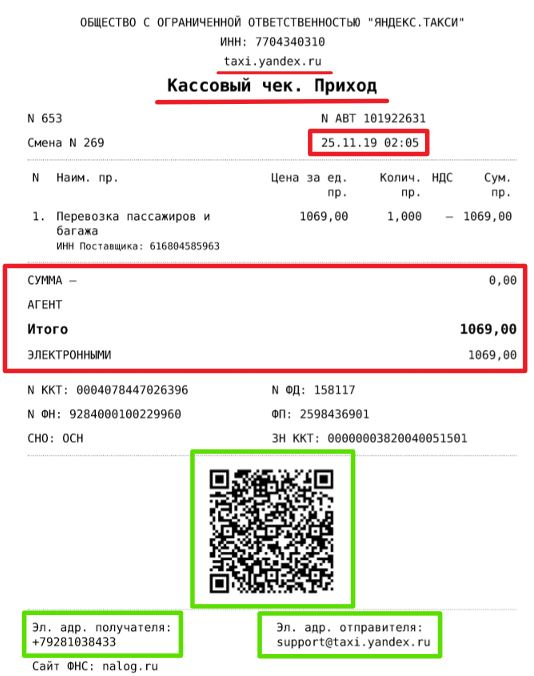 ОБЩЕСТВО С ОГРАНИЧЕННОЙ ОТВЕТСТВЕННОСТЬЮ "ЯНДЕКС.ТАКСИ"
ИНН: 7704340310
taxi.yandex.ru
Кассовый чек. Приход
N 653 N АВТ 101922631
Смена N 269 25.11.19 02:05
N Наим. пр. Цена за ед. пр. Колич. пр. НДС Сум. пр.
1. Перевозка пассажиров и багажа 1069,00 1,000 – 1069,00
ИНН Поставщика: 616804585963
СУММА – 0,00
АГЕНТ
Итого 1069,00
ЭЛЕКТРОННЫМИ 1069,00
N ККТ: 0004078447026396 N ФД: 158117
N ФН: 9284000100229960 ФП: 2598436901
СНО: ОСН ЗН ККТ: 00000003820040051501
Эл. адр. получателя: Эл. адр. отправителя:
+79281038433 support@taxi.yandex.ru
Сайт ФНС: nalog.ru